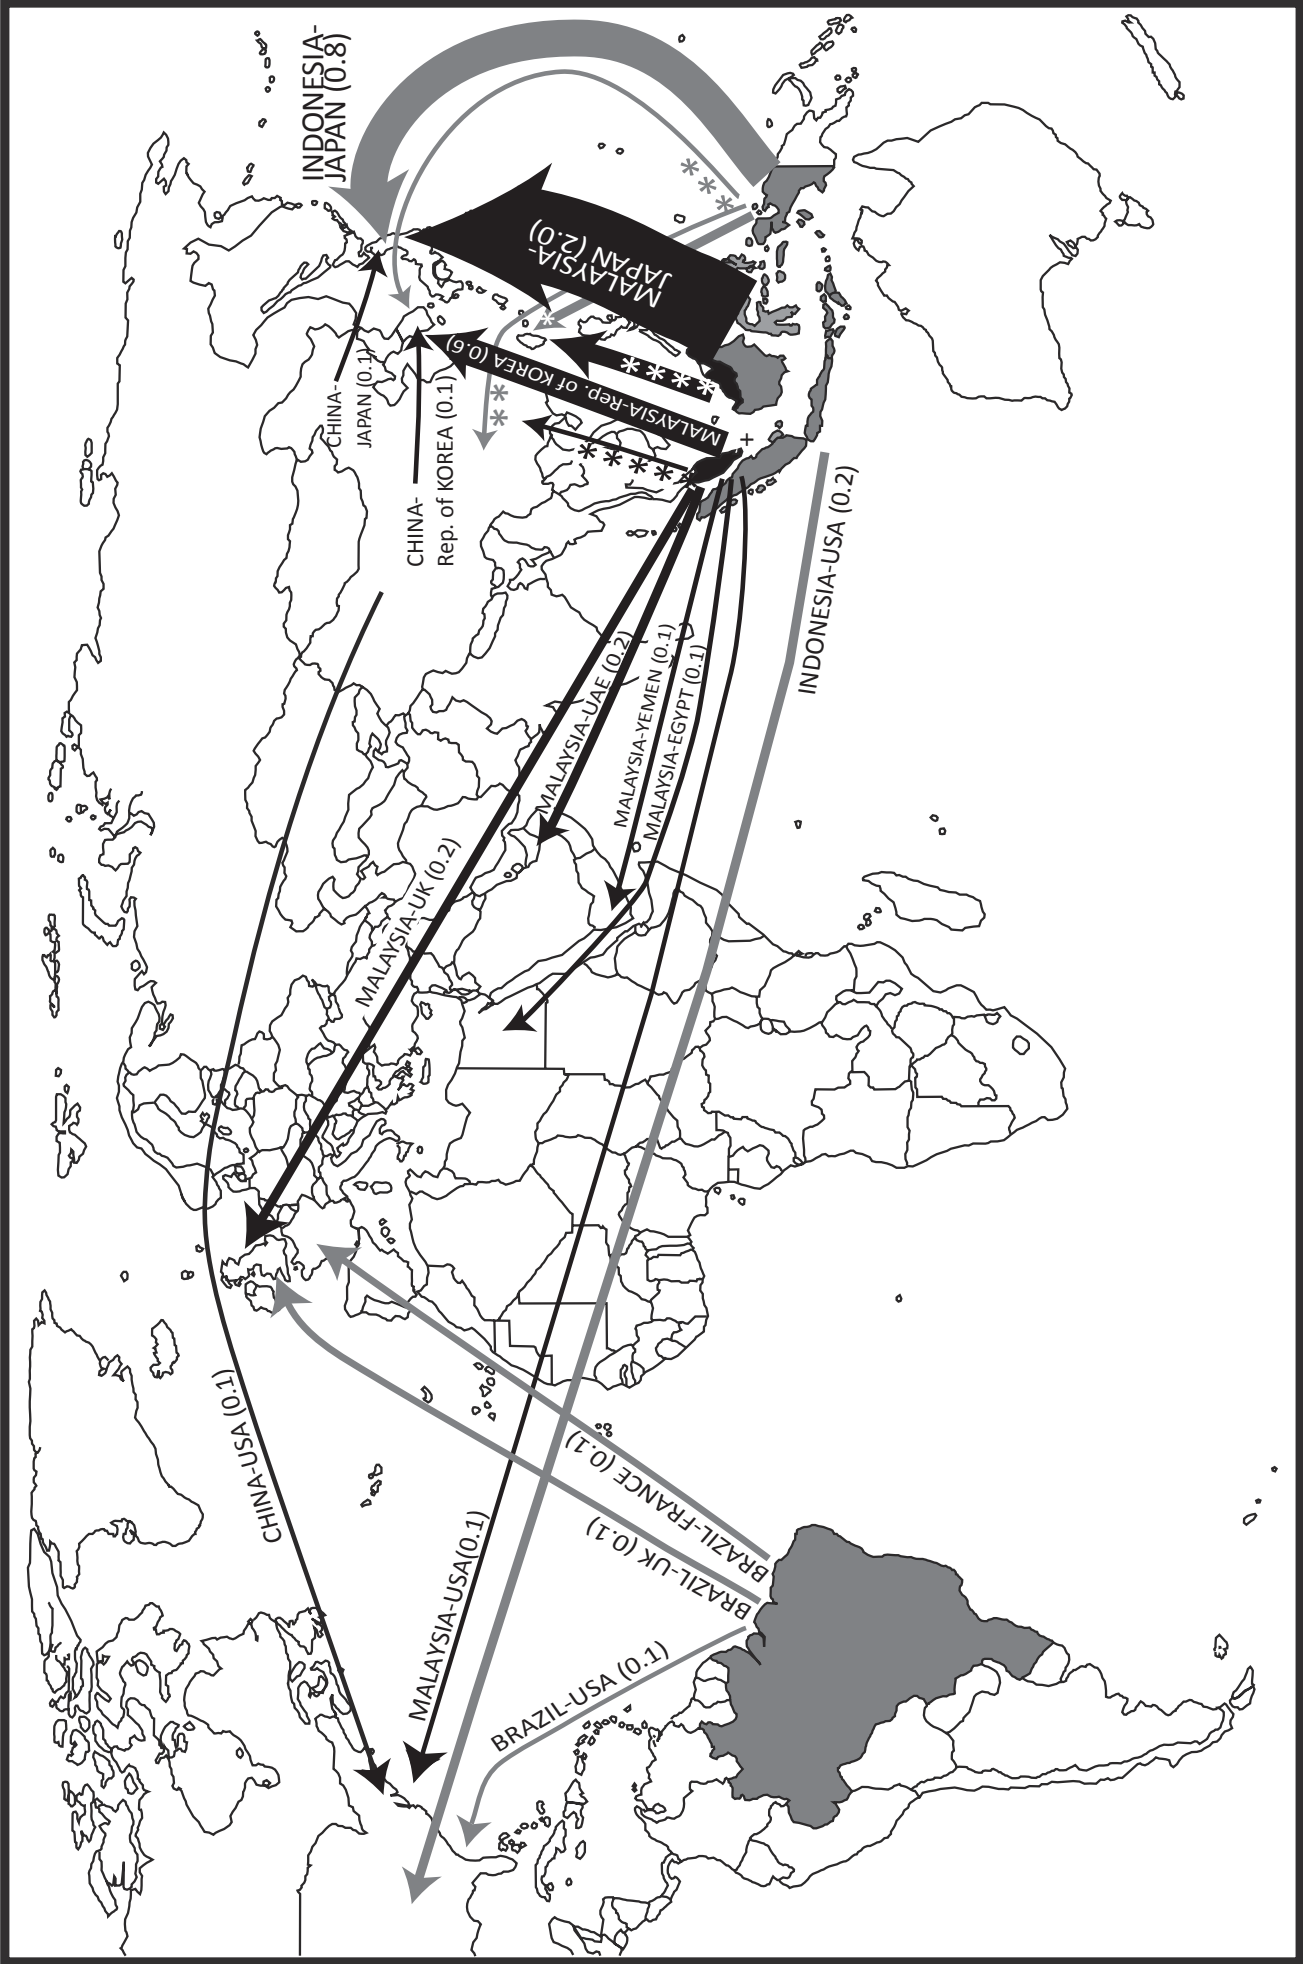 INDONESIA-
JAPAN (0.8)
***
MALAYSIA-
JAPAN (2.0)
*
****
MALAYSIA-Rep. of KOREA (0.6)
**
****
+
CHINA-
JAPAN (0.1)
CHINA-
Rep. of KOREA (0.1)
INDONESIA-USA (0.2)
MALAYSIA-UAE (0.2)
MALAYSIA-YEMEN (0.1)
MALAYSIA-EGYPT (0.1)
MALAYSIA-UK (0.2)
CHINA-USA (0.1)
MALAYSIA-USA(0.1)
BRAZIL-FRANCE (0.1)
BRAZIL-UK (0.1)
BRAZIL-USA (0.1)